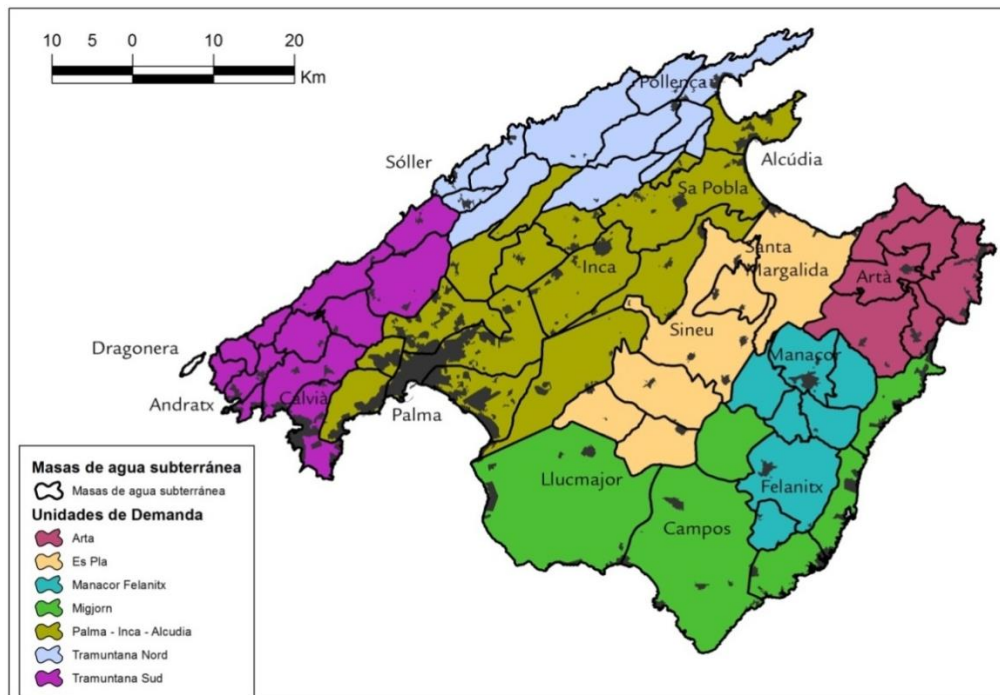 10 5 0 10 20
Km
Pollença
Sóller
Alcúdia
Sa Pobla
Santa
Margalida
Inca
Artà
Sineu
Dragonera
Manacor
Andratx
Calvià
Palma
Llucmajor
Felanitx
Campos
Masas de agua subterránea
Masas de agua subterránea
Unidades de Demanda
Arta
Es Pla
Manacor Felanitx
Migjorn
Palma - Inca - Alcudia
Tramuntana Nord
Tramuntana Sud